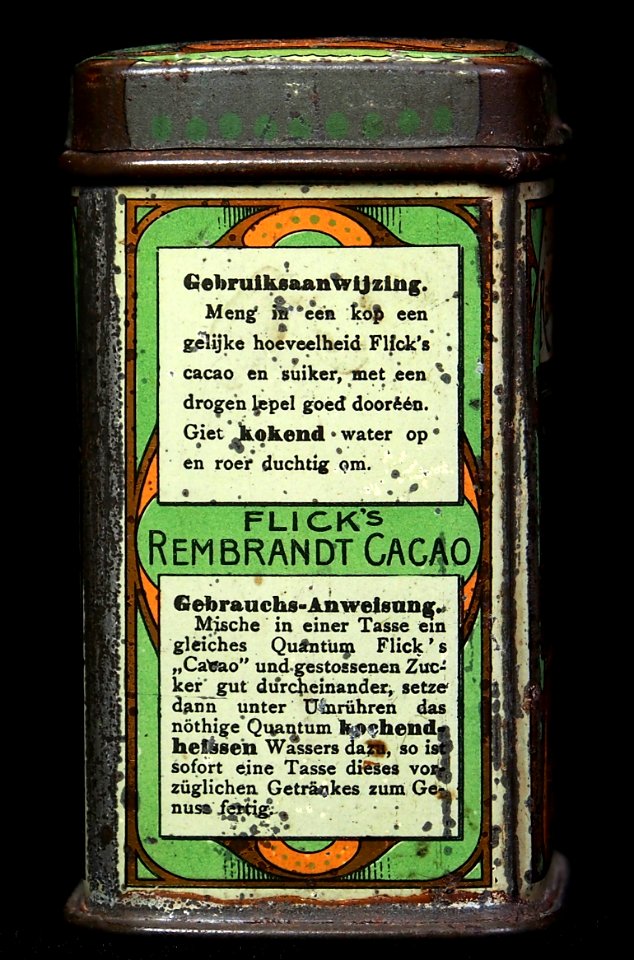 Gebruiksaanwijzing.
Meng in een kop een
gelijke hoeveelheid Flick's
cacao en suiker, met een
drogen lepel goed dooréén.
Giet kokend water op
en roer duchtig om.
FLICK'S
REMBRANDT CACAO
Gebrauchs-Anweisung.
Mische in einer Tasse ein
gleiches Quantum Flick's
„Cacao" und gestossenen Zuc-
ker gut durcheinander, setze
dann unter Umrühren das
nöthige Quantum kochend-
heissen Wassers dazu, so ist
sofort eine Tasse dieses vor-
züglichen Getränkes zum Ge-
nuss fertig.